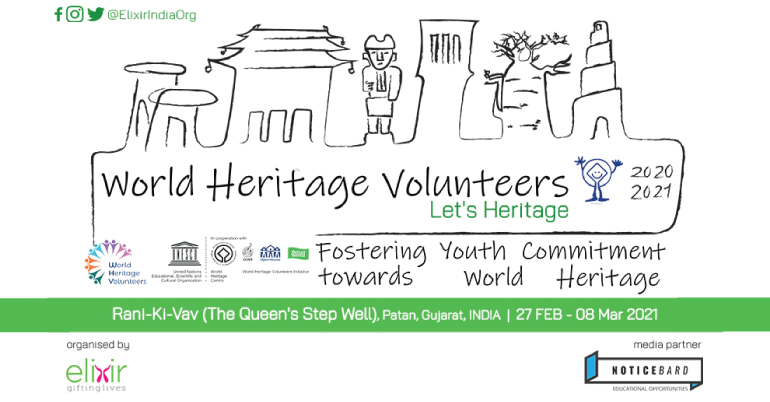 @ElixirIndiaOrg
World Heritage Volunteers 2020
2021
Let's Heritage
World
Heritage
Volunteers
In cooperation with
United Nations
Educational, Scientific and
Cultural Organization
World
Heritage
Centre
World Heritage Volunteers Initiative
Fostering Youth Commitment
towards World Heritage
Rani-Ki-Vav (The Queen's Step Well), Patan, Gujarat, INDIA | 27 FEB - 08 Mar 2021
organised by
elixir
gifting lives
media partner
NOTICEBARD
EDUCATIONAL OPPORTUNITIES